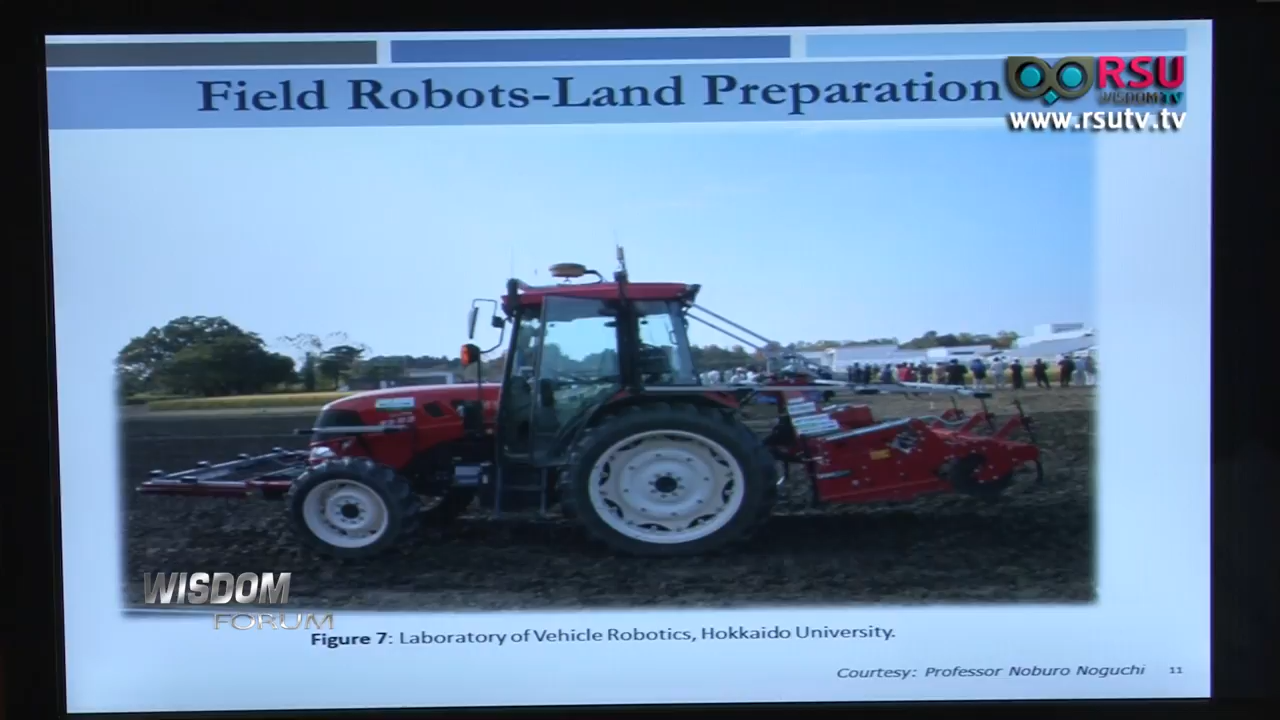 Field Robots-Land Preparation
RSU
WISDOM TV
www.rsutv.tv
WISDOM
FORUM
Figure 7: Laboratory of Vehicle Robotics, Hokkaido University.
Courtesy: Professor Noburo Noguchi
11